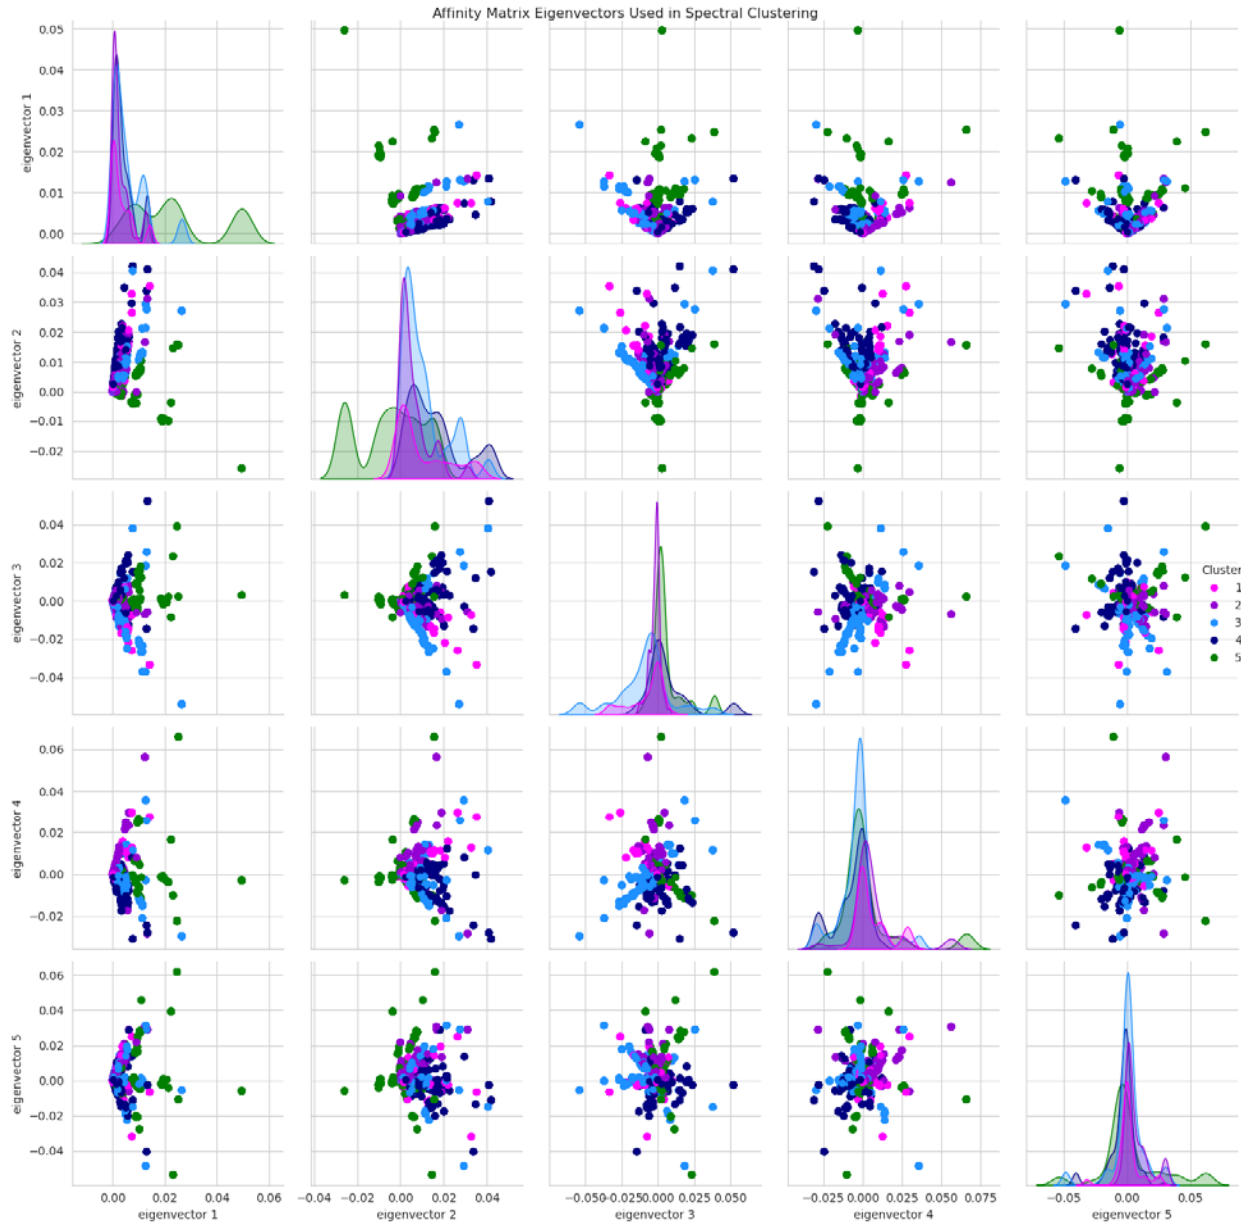 Affinity Matrix Eigenvectors Used in Spectral Clustering
0.05
0.04
0.03
0.02
0.01
0.00
eigenvector 1
0.04
0.03
0.02
0.01
0.00
−0.01
−0.02
eigenvector 2
0.04
0.02
0.00
−0.02
−0.04
eigenvector 3
Cluster
1
2
3
4
5
0.06
0.04
0.02
0.00
−0.02
eigenvector 4
0.06
0.04
0.02
0.00
−0.02
−0.04
eigenvector 5
0.00 0.02 0.04 0.06
−0.04 −0.02 0.00 0.02 0.04
−0.050 −0.025 0.000 0.025 0.050
−0.025 0.000 0.025 0.050 0.075
−0.05 0.00 0.05
eigenvector 1 eigenvector 2 eigenvector 3 eigenvector 4 eigenvector 5